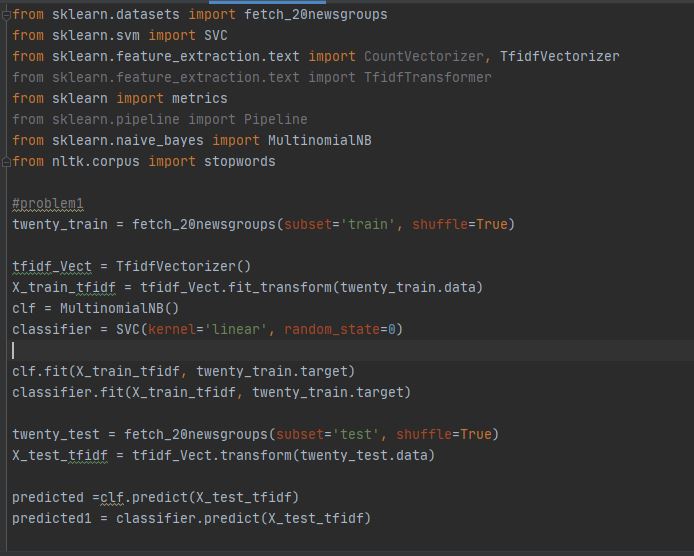 from sklearn.datasets import fetch_20newsgroups
from sklearn.svm import SVC
from sklearn.feature_extraction.text import CountVectorizer, TfidfVectorizer
from sklearn.feature_extraction.text import TfidfTransformer
from sklearn import metrics
from sklearn.pipeline import Pipeline
from sklearn.naive_bayes import MultinomialNB
from nltk.corpus import stopwords
#problem1
twenty_train = fetch_20newsgroups(subset='train', shuffle=True)
tfidf_Vect = TfidfVectorizer()
X_train_tfidf = tfidf_Vect.fit_transform(twenty_train.data)
clf = MultinomialNB()
classifier = SVC(kernel='linear', random_state=0)
clf.fit(X_train_tfidf, twenty_train.target)
classifier.fit(X_train_tfidf, twenty_train.target)
twenty_test = fetch_20newsgroups(subset='test', shuffle=True)
X_test_tfidf = tfidf_Vect.transform(twenty_test.data)
predicted =clf.predict(X_test_tfidf)
predicted1 = classifier.predict(X_test_tfidf)